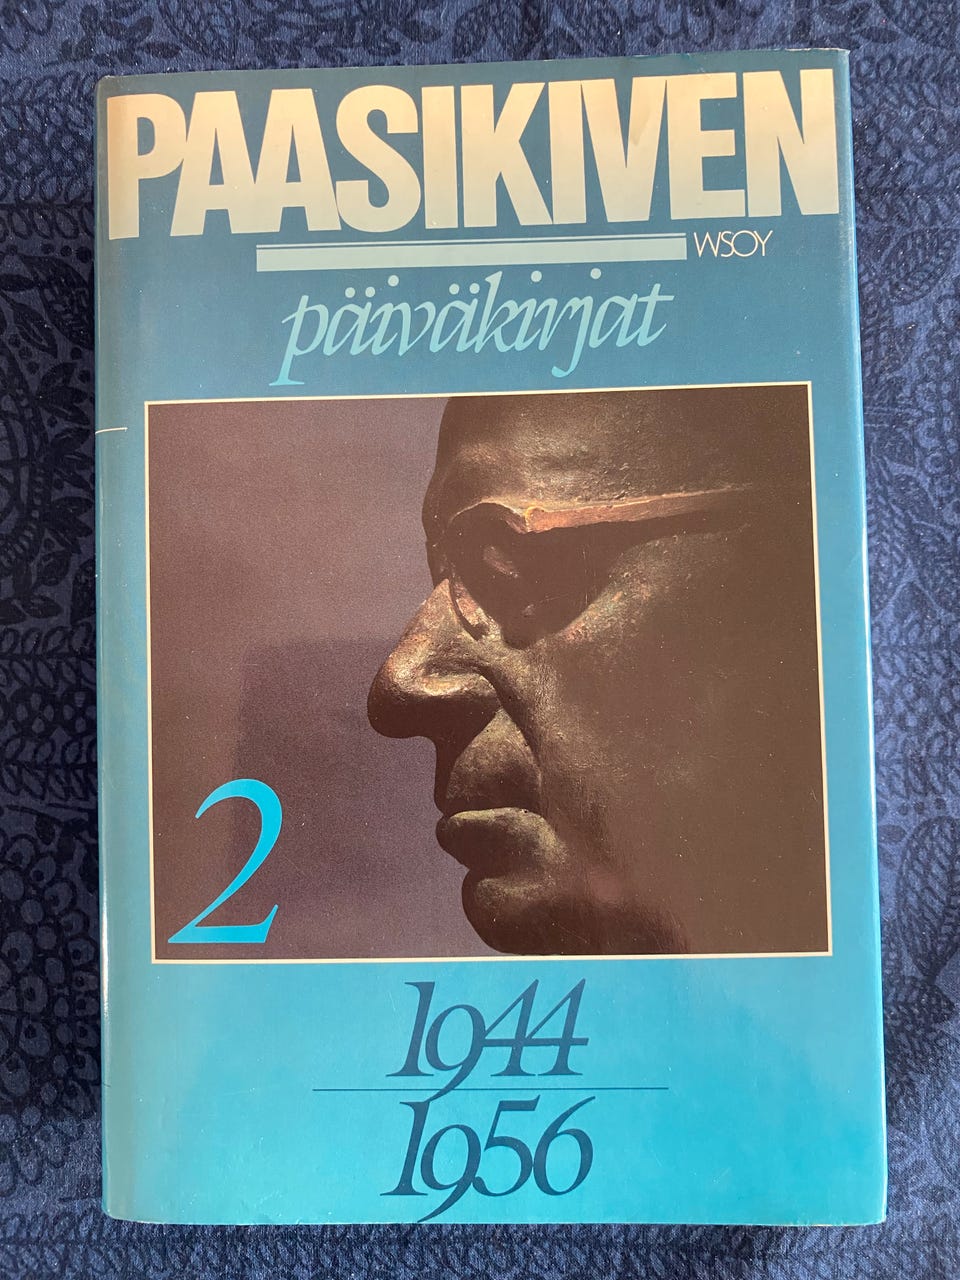 PAASIKIVEN
WSOY
päiväkirjat
2
1944
1956